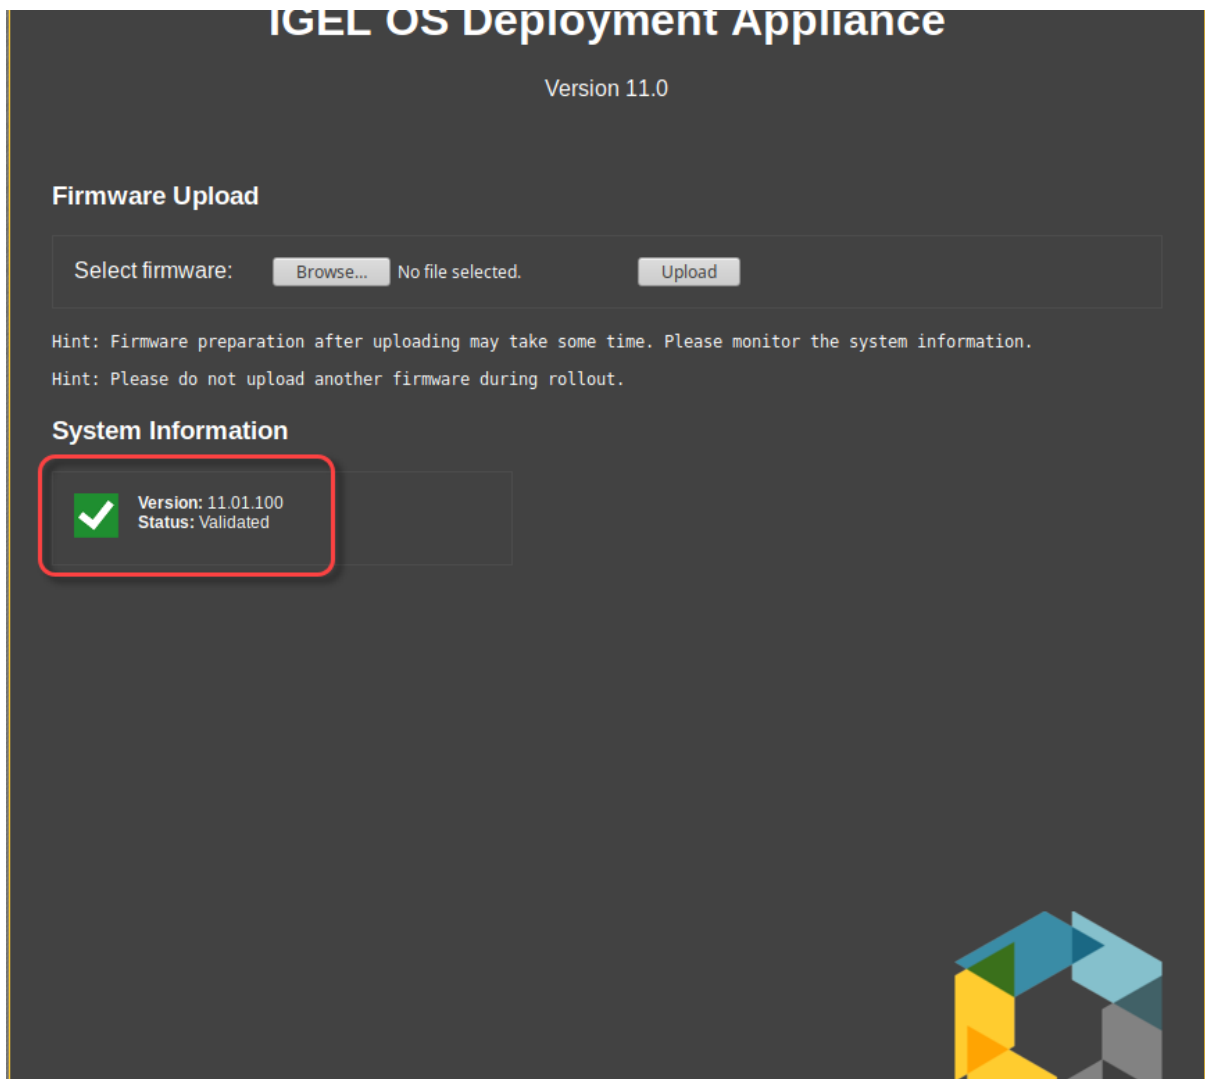 IGEL OS Deployment Appliance
Version 11.0
Firmware Upload
Select firmware: Browse... No file selected. Upload
Hint: Firmware preparation after uploading may take some time. Please monitor the system information.
Hint: Please do not upload another firmware during rollout.
System Information
Version: 11.01.100
Status: Validated